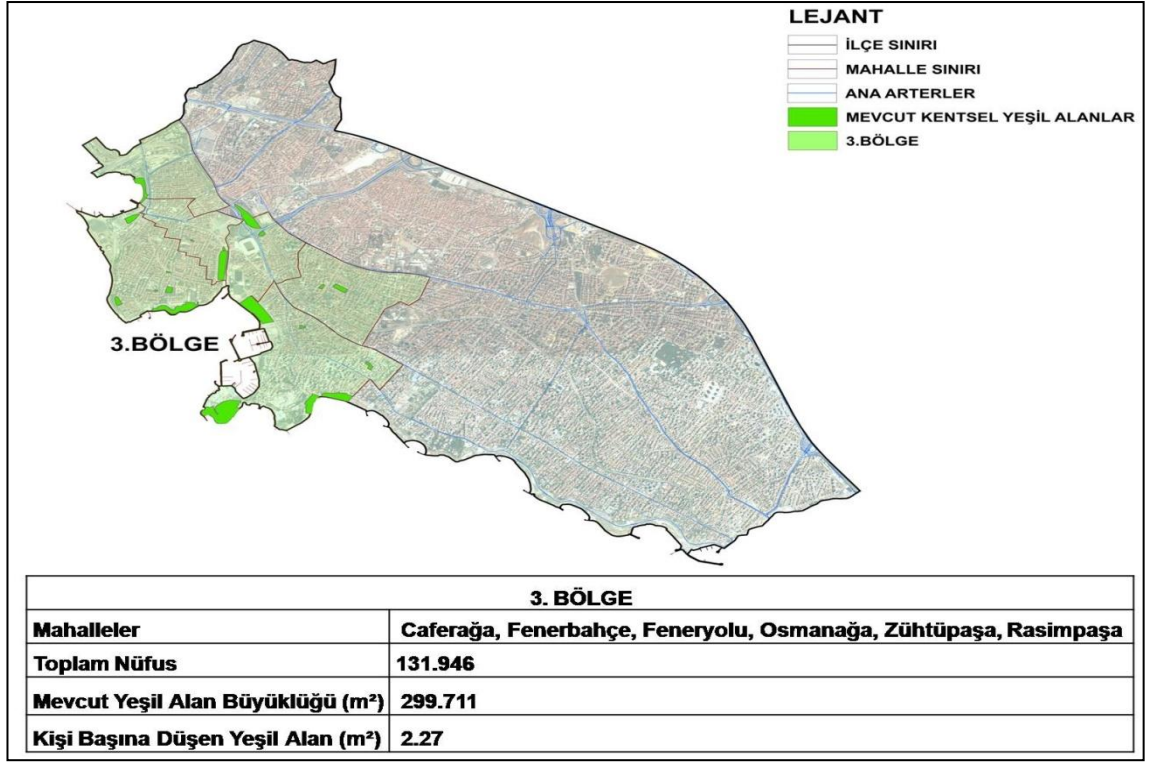 LEJANT
İLÇE SINIRI
MAHALLE SINIRI
ANA ARTERLER
MEVCUT KENTSEL YEŞİL ALANLAR
3.BÖLGE
3.BÖLGE
3. BÖLGE
Mahalleler Caferağa, Fenerbahçe, Feneryolu, Osmanağa, Zühtüpaşa, Rasimpaşa
Toplam Nüfus 131.946
Mevcut Yeşil Alan Büyüklüğü (m²) 299.711
Kişi Başına Düşen Yeşil Alan (m²) 2.27